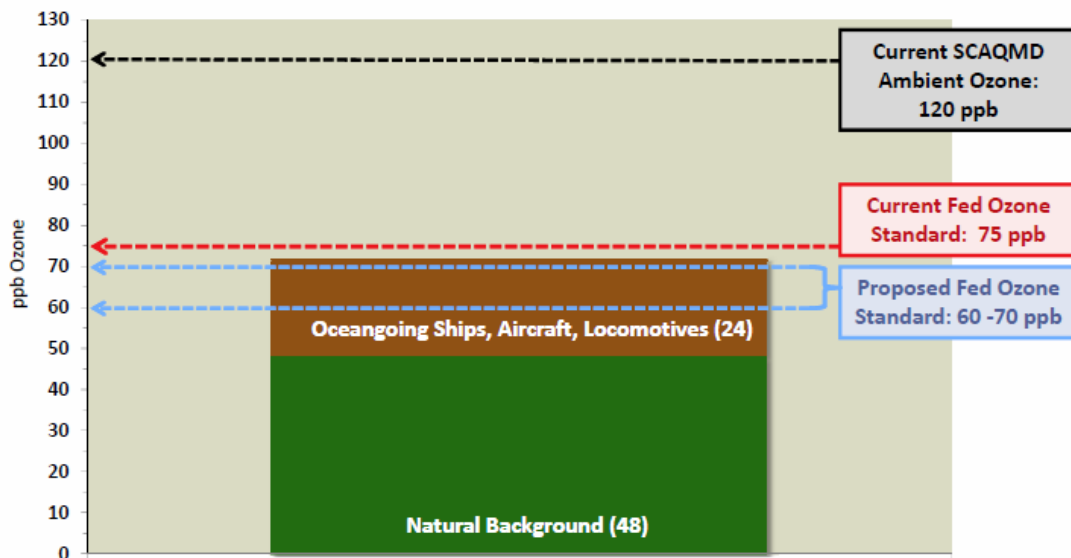 130
120
110
100
90
80
70
60
50
40
30
20
10
0
ppb Ozone
Current SCAQMD
Ambient Ozone:
120 ppb
Current Fed Ozone
Standard:  75 ppb
Proposed Fed Ozone
Standard: 60 -70 ppb
Oceangoing Ships, Aircraft, Locomotives (24)
Natural Background (48)